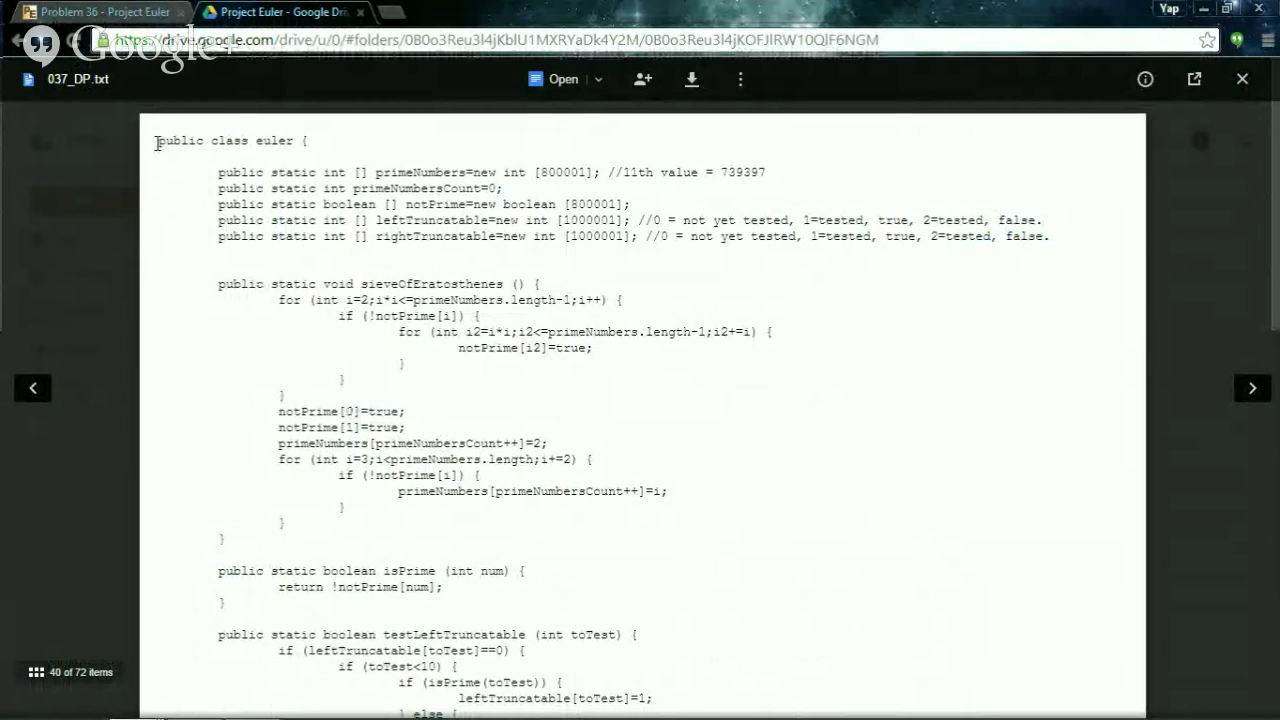 Problem 36 - Project Euler
Project Euler - Google Dri
Yap
https://drive.google.com/drive/u/0/#folders/0B0o3Reu3l4jKblU1MXRYaDk4Y2M/0B0o3Reu3l4jKOFJlRW10QlF6NGM
Google+
037_DP.txt
Open
public class euler {
public static int [] primeNumbers=new int [800001]; //11th value = 739397
public static int primeNumbersCount=0;
public static boolean [] notPrime=new boolean [800001];
public static int [] leftTruncatable=new int [1000001]; //0 = not yet tested, 1=tested, true, 2=tested, false.
public static int [] rightTruncatable=new int [1000001]; //0 = not yet tested, 1=tested, true, 2=tested, false.
public static void sieveOfEratosthenes () {
for (int i=2;i*i<=primeNumbers.length-1;i++) {
if (!notPrime[i]) {
for (int i2=i*i;i2<=primeNumbers.length-1;i2+=i) {
notPrime[i2]=true;
}
}
}
notPrime[0]=true;
notPrime[1]=true;
primeNumbers[primeNumbersCount++]=2;
for (int i=3;i<primeNumbers.length;i+=2) {
if (!notPrime[i]) {
primeNumbers[primeNumbersCount++]=i;
}
}
}
public static boolean isPrime (int num) {
return !notPrime[num];
}
public static boolean testLeftTruncatable (int toTest) {
if (leftTruncatable[toTest]==0) {
if (toTest<10) {
if (isPrime(toTest)) {
leftTruncatable[toTest]=1;
} else {
40 of 72 items